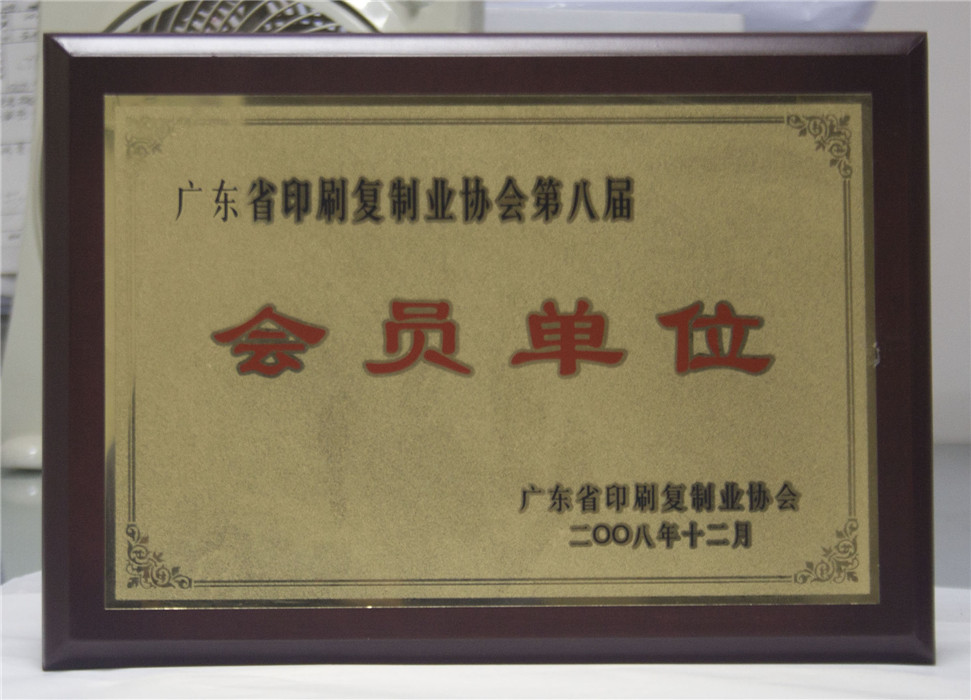 广东省印刷复制业协会第八届
会员单位
广东省印刷复制业协会
二〇〇八年十二月